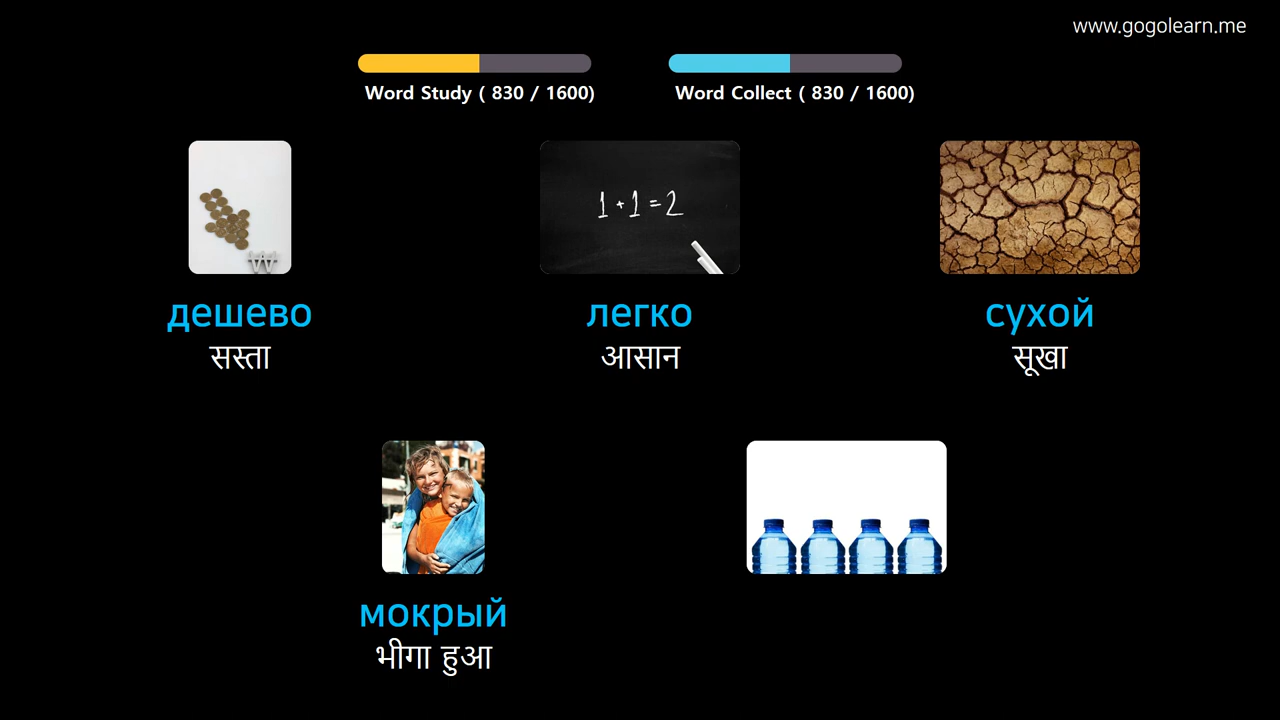 www.gogolearn.me
Word Study ( 830 / 1600)
Word Collect ( 830 / 1600)
1 + 1 = 2
дешево
सस्ता
легко
आसान
сухой
सूखा
мокрый
भीगा हुआ